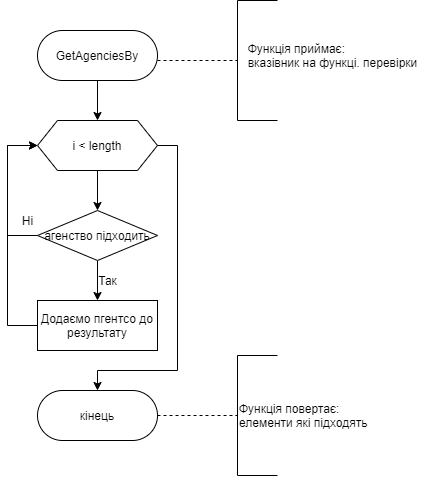 GetAgenciesBy
Функція приймає:
вказівник на функці. перевірки
i < length
Ні
агенство підходить
Так
Додаємо пгентсо до
результату
кінець
Функція повертає:
елементи які підходять